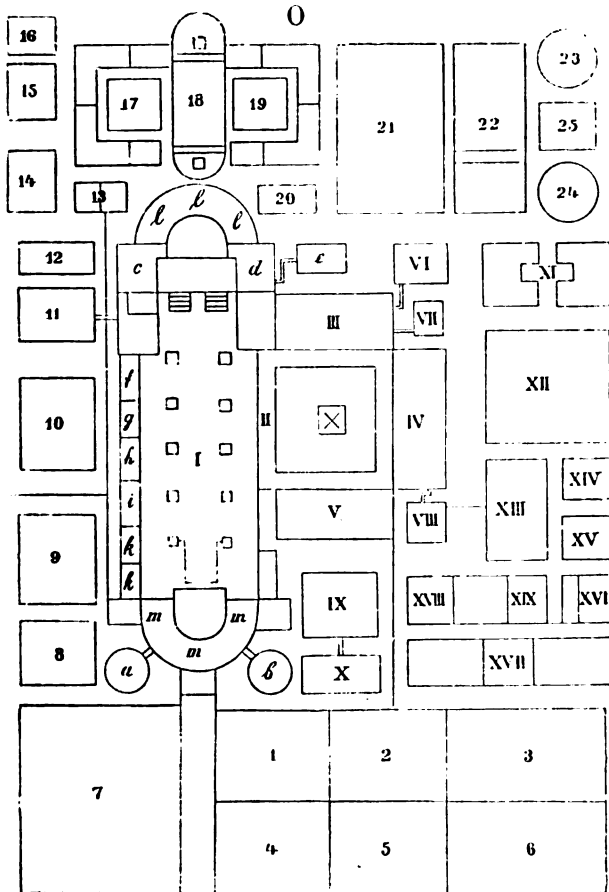 O
16
23
15
17
18
19
21
22
25
14
13
l
l
l
20
24
12
c
d
e
VI
XI
11
III
VII
f
XII
10
g
X
IV
h
II
I
i
V
VIII
XIII
XIV
9
k
XV
k
IX
XVIII
XIX
XVI
m
m
8
a
m
b
X
XVII
7
1
2
3
4
5
6